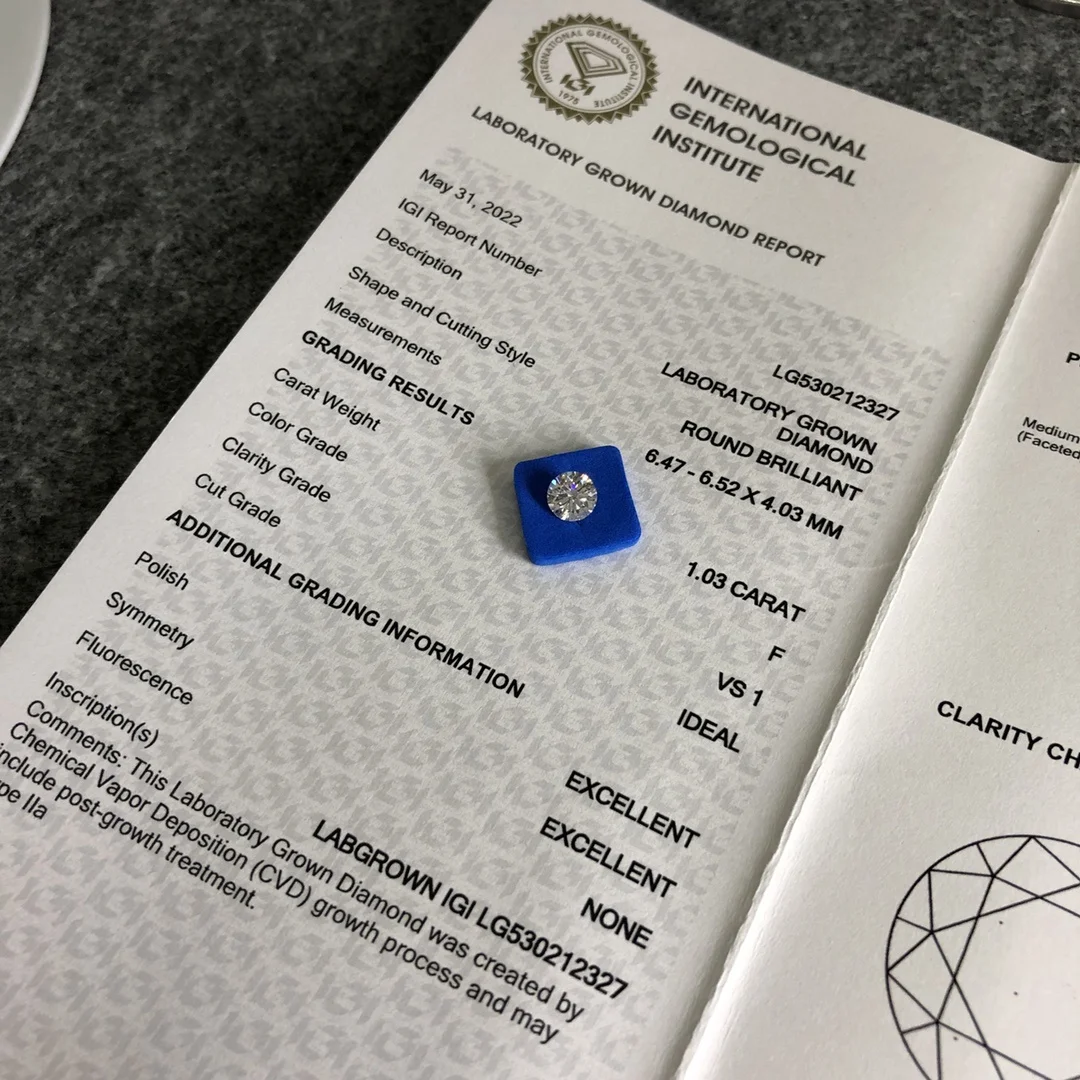 INTERNATIONAL GEMOLOGICAL INSTITUTE
IGI
1975
INTERNATIONAL
GEMOLOGICAL
INSTITUTE
LABORATORY GROWN DIAMOND REPORT
May 31, 2022
IGI Report Number LG530212327
Description LABORATORY GROWN
DIAMOND
Shape and Cutting Style ROUND BRILLIANT
Measurements 6.47 - 6.52 X 4.03 MM
GRADING RESULTS
Carat Weight 1.03 CARAT
Color Grade F
Clarity Grade VS 1
Cut Grade IDEAL
ADDITIONAL GRADING INFORMATION
Polish EXCELLENT
Symmetry EXCELLENT
Fluorescence NONE
Inscription(s) LABGROWN IGI LG530212327
Comments: This Laboratory Grown Diamond was created by
Chemical Vapor Deposition (CVD) growth process and may
include post-growth treatment.
pe IIa
Medium
(Faceted
CLARITY CH